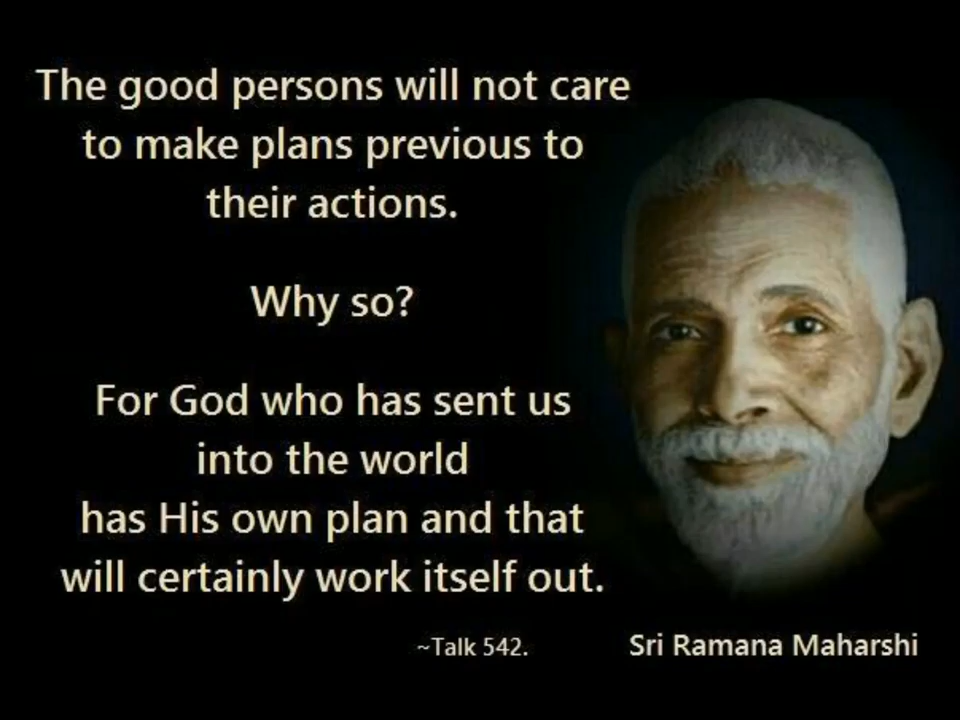 The good persons will not care
to make plans previous to
their actions.
Why so?
For God who has sent us
into the world
has His own plan and that
will certainly work itself out.
~Talk 542.
Sri Ramana Maharshi